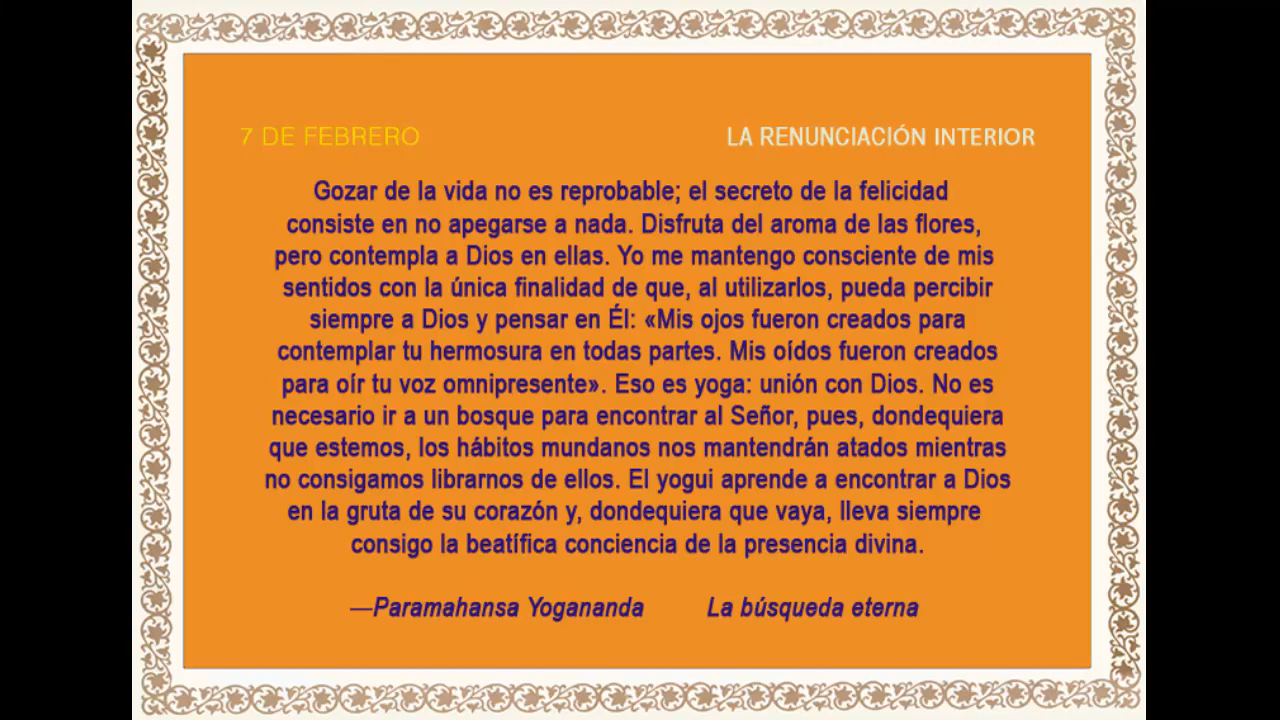 7 DE FEBRERO LA RENUNCIACIÓN INTERIOR
Gozar de la vida no es reprobable; el secreto de la felicidad
consiste en no apegarse a nada. Disfruta del aroma de las flores,
pero contempla a Dios en ellas. Yo me mantengo consciente de mis
sentidos con la única finalidad de que, al utilizarlos, pueda percibir
siempre a Dios y pensar en Él: «Mis ojos fueron creados para
contemplar tu hermosura en todas partes. Mis oídos fueron creados
para oír tu voz omnipresente». Eso es yoga: unión con Dios. No es
necesario ir a un bosque para encontrar al Señor, pues, dondequiera
que estemos, los hábitos mundanos nos mantendrán atados mientras
no consigamos librarnos de ellos. El yogui aprende a encontrar a Dios
en la gruta de su corazón y, dondequiera que vaya, lleva siempre
consigo la beatífica conciencia de la presencia divina.
—Paramahansa Yogananda La búsqueda eterna